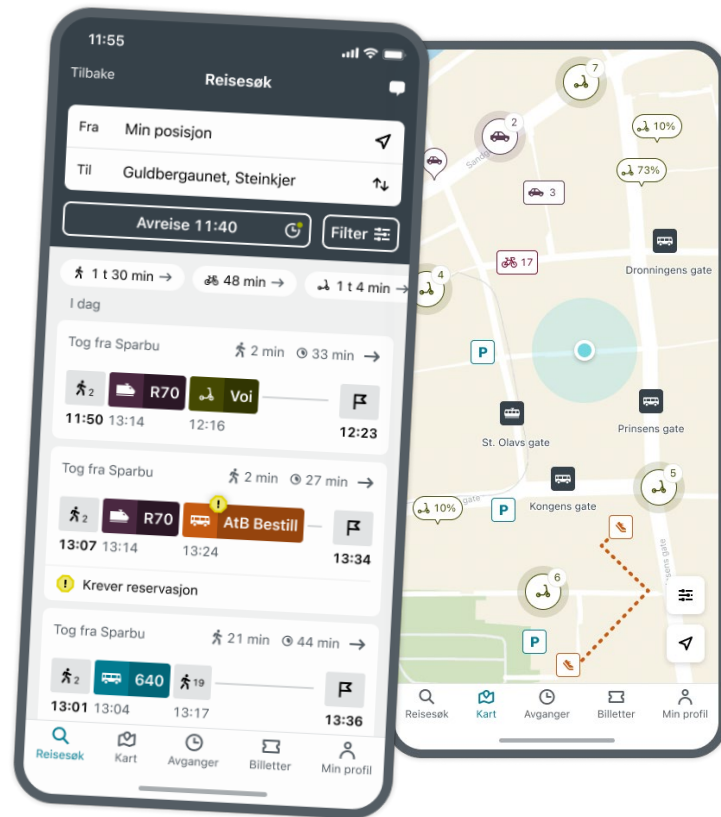 11:55
Tilbake
Reisesøk
Fra Min posisjon
Til Guldbergaunet, Steinkjer
Avreise 11:40
Filter
1 t 30 min →
48 min →
1 t 4 min →
I dag
Tog fra Sparbu
2 min 33 min →
2 R70 Voi
11:50 13:14 12:16 12:23
Tog fra Sparbu
2 min 27 min →
2 R70 AtB Bestill
13:07 13:14 13:24 13:34
Krever reservasjon
Tog fra Sparbu
21 min 44 min →
2 640 19
13:01 13:04 13:17 13:36
Reisesøk Kart Avganger Billetter Min profil
7
2
10%
73%
3
Dronningens gate
17
4
P
Prinsens gate
St. Olavs gate
5
Kongens gate
10%
gate
P
6
P
Reisesøk Kart Avganger Billetter Min profil